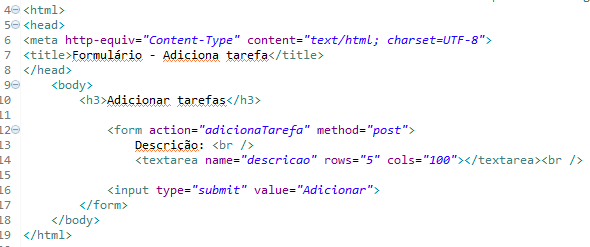 4 <html>
5 <head>
6 <meta http-equiv="Content-Type" content="text/html; charset=UTF-8">
7 <title>Formulário - Adiciona tarefa</title>
8 </head>
9 <body>
10 <h3>Adicionar tarefas</h3>
11
12 <form action="adicionaTarefa" method="post">
13 Descrição: <br />
14 <textarea name="descricao" rows="5" cols="100"></textarea><br />
15
16 <input type="submit" value="Adicionar">
17 </form>
18 </body>
19 </html>